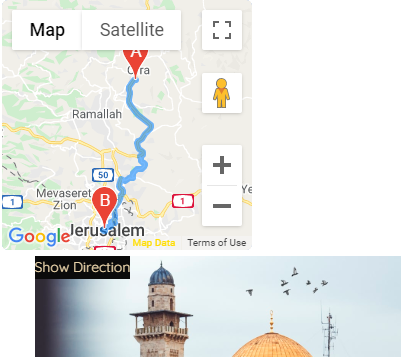 Map
Satellite
A
Ofra
Ramallah
50
Mevaseret
Zion
1
1
B
Jerusalem
Google
Map Data
Terms of Use
Show Direction